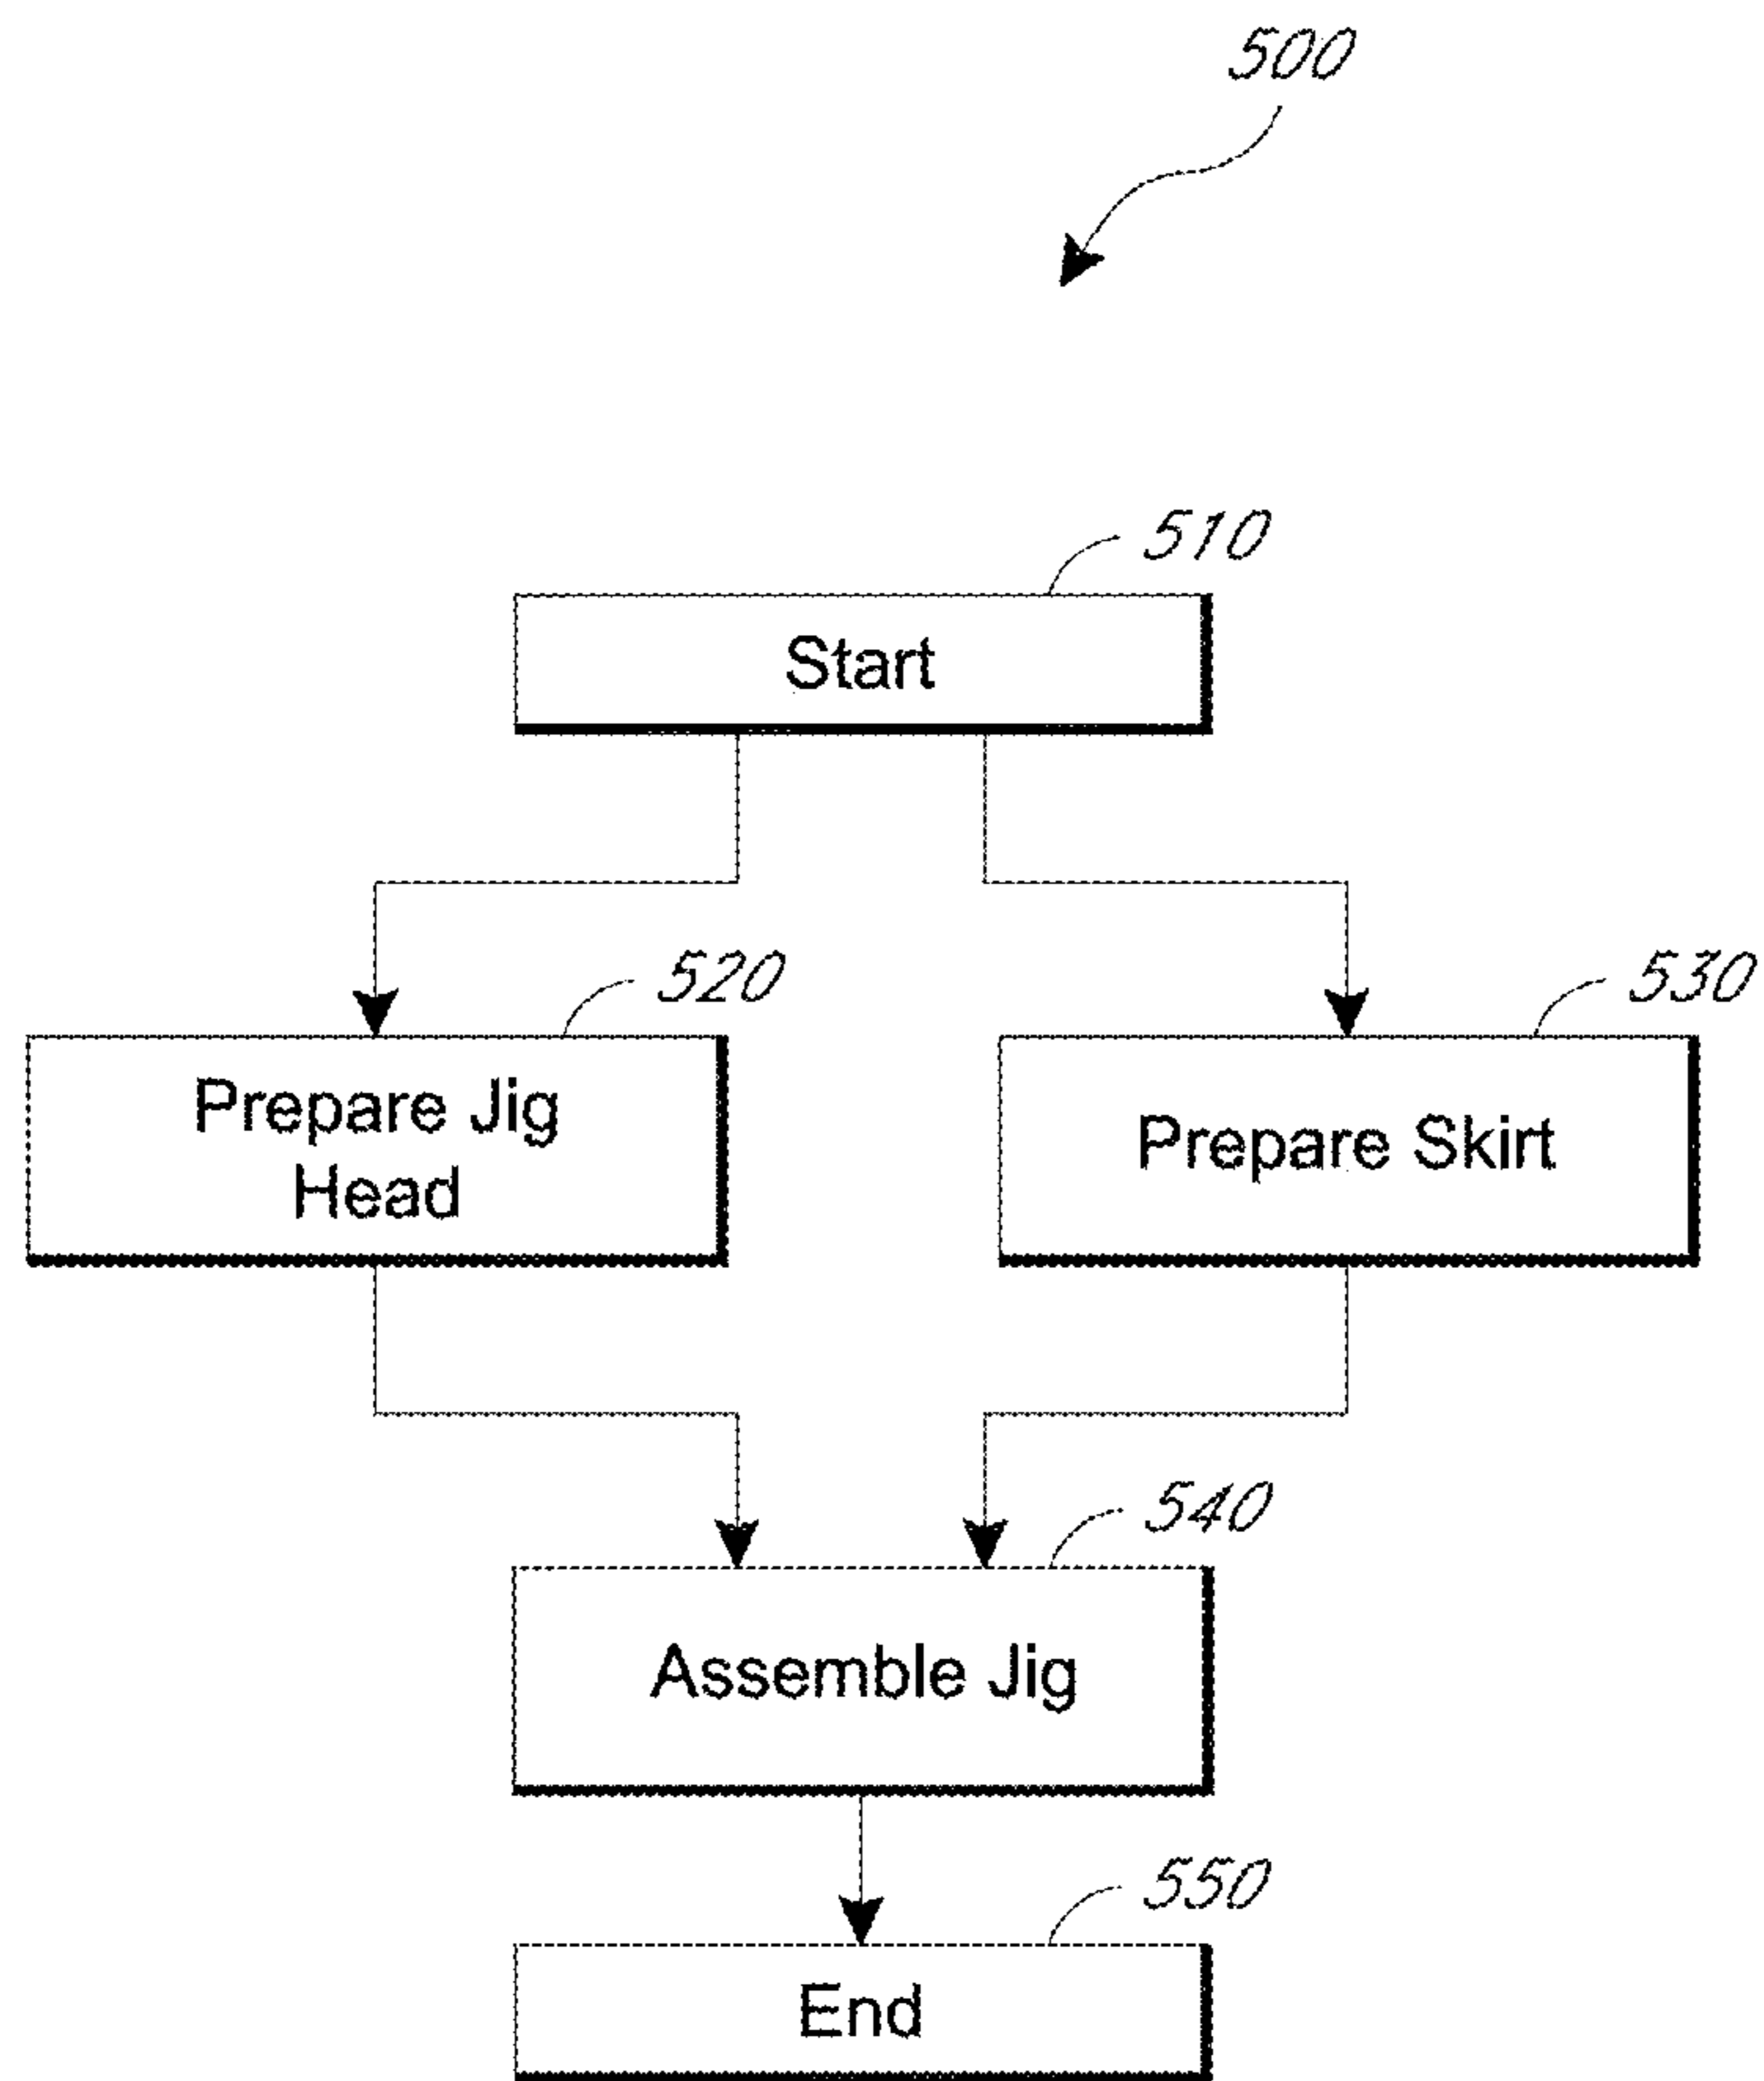 500
510
Start
520
530
Prepare Jig
Head
Prepare Skirt
540
Assemble Jig
550
End